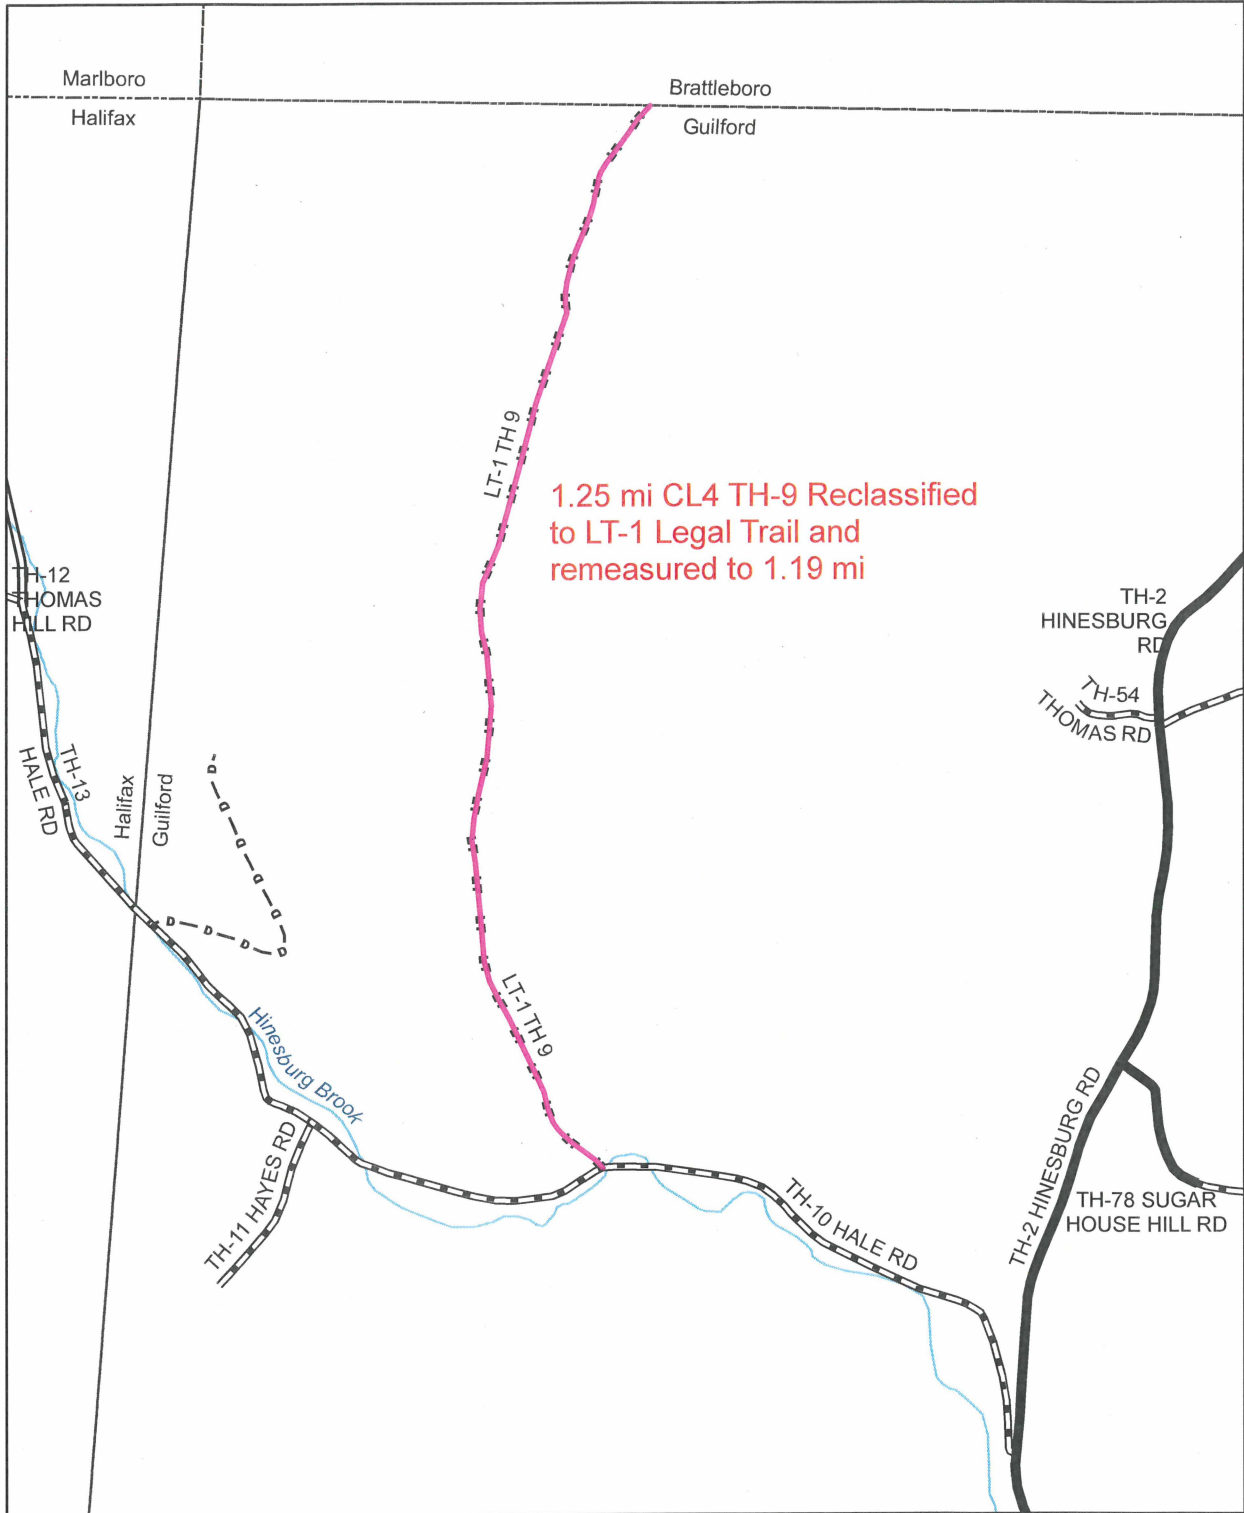 Marlboro
Halifax
Brattleboro
Guilford
LT-1 TH 9
1.25 mi CL4 TH-9 Reclassified
to LT-1 Legal Trail and
remeasured to 1.19 mi
TH-12
THOMAS
HILL RD
TH-2
HINESBURG
RD
TH-54
THOMAS RD
TH-13
HALE RD
Halifax
Guilford
D
D
D
D
D
D
D
D
D
LT-1 TH 9
Hinesburg Brook
TH-11 HAYES RD
TH-10 HALE RD
TH-2 HINESBURG RD
TH-78 SUGAR
HOUSE HILL RD